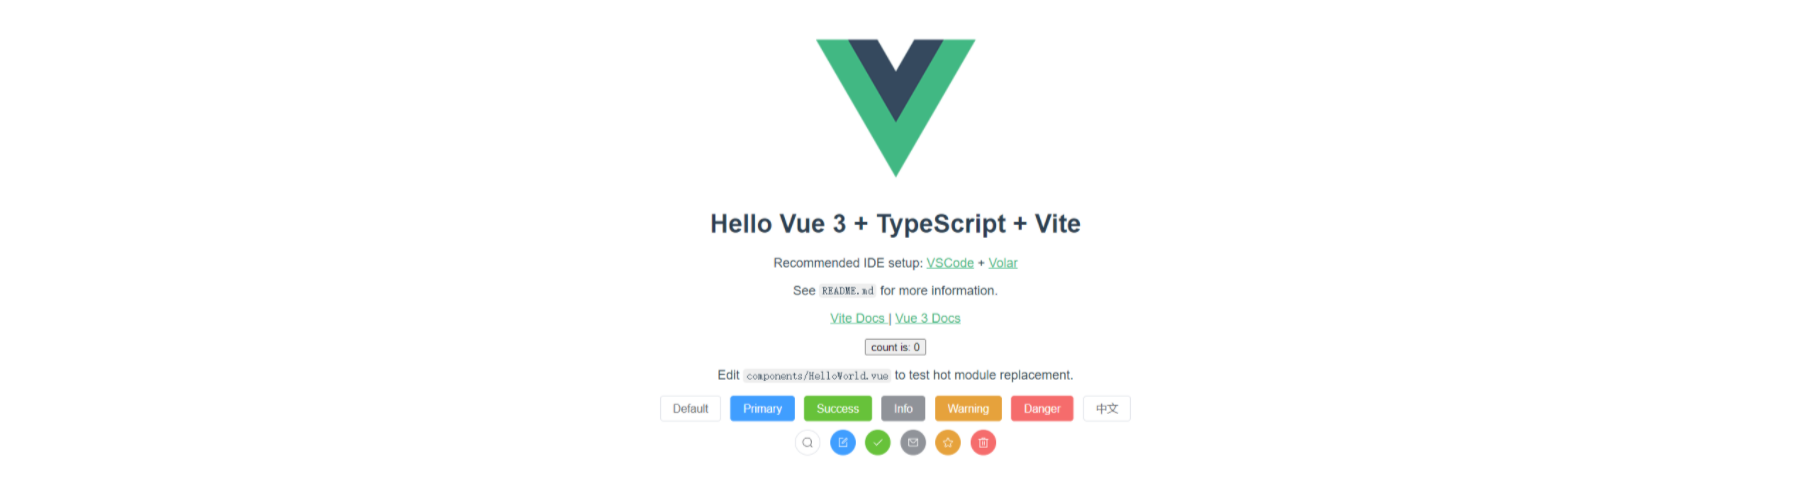 Hello Vue 3 + TypeScript + Vite
Recommended IDE setup: VSCode + Volar
See README.md for more information.
Vite Docs | Vue 3 Docs
count is: 0
Edit components/HelloWorld.vue to test hot module replacement.
Default Primary Success Info Warning Danger 中文